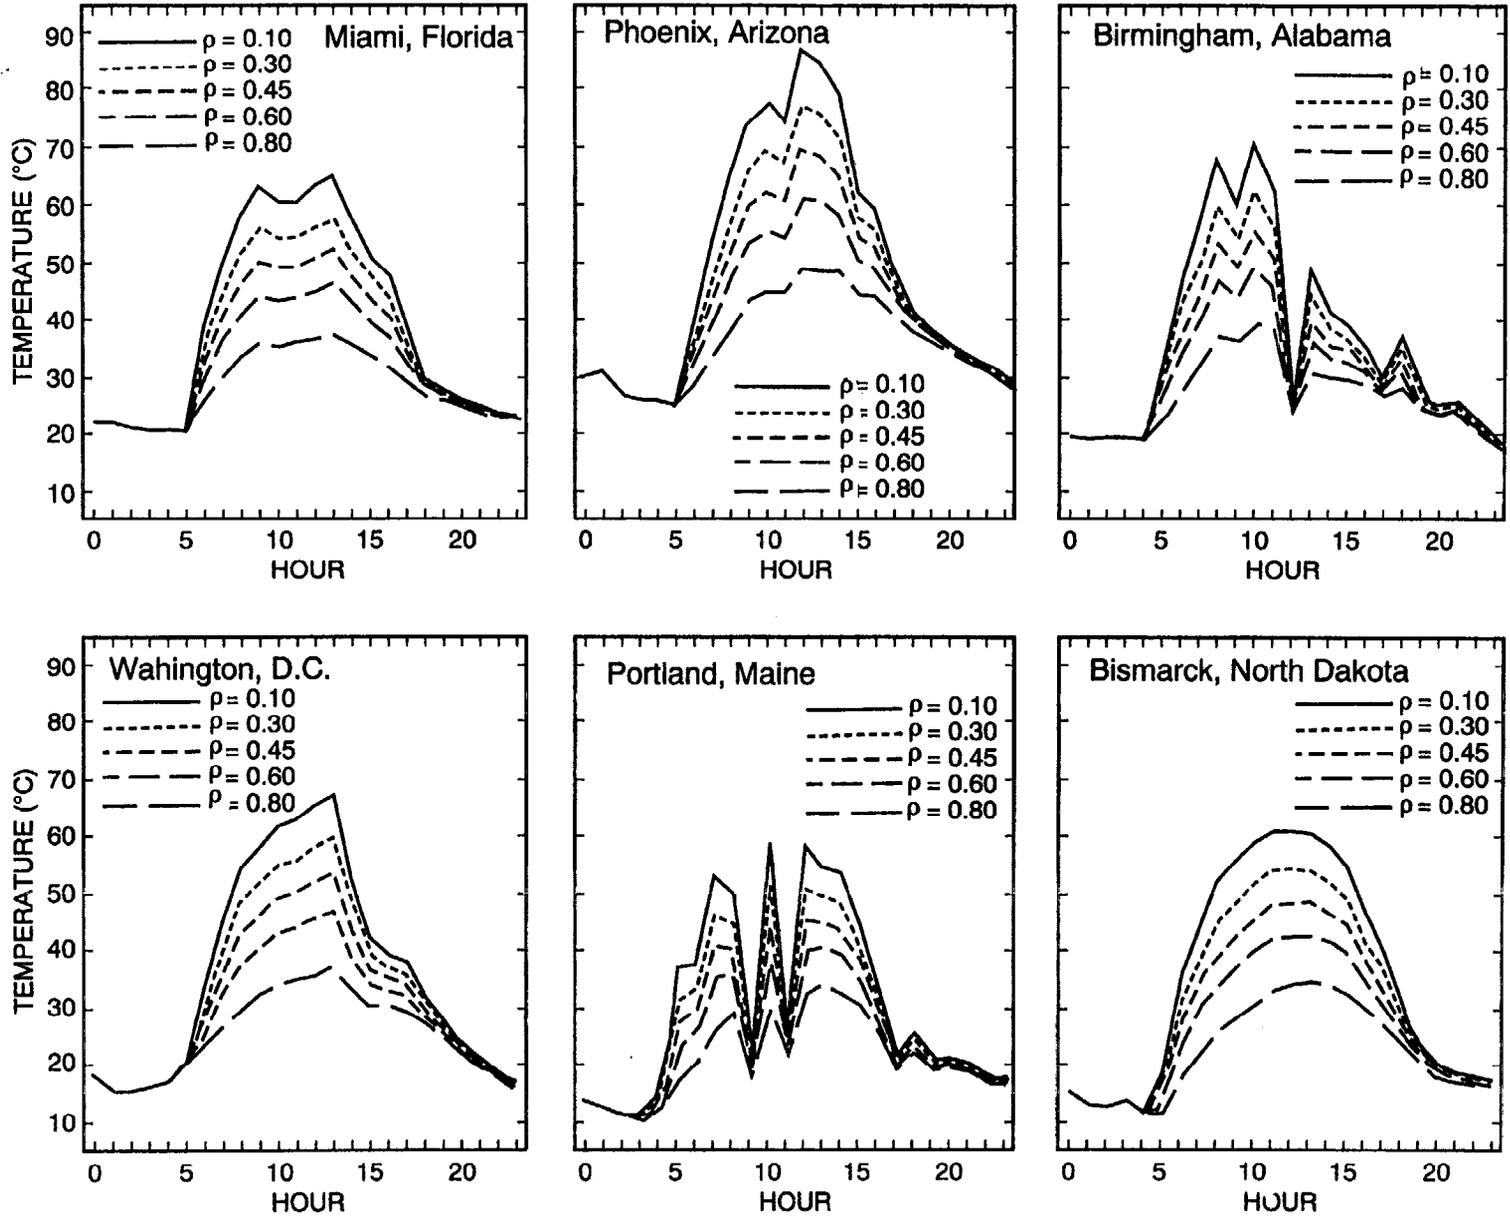 Miami, Florida
ρ = 0.10
ρ = 0.30
ρ = 0.45
ρ = 0.60
ρ = 0.80
90
80
70
60
50
40
30
20
10
TEMPERATURE (°C)
0 5 10 15 20
HOUR
Phoenix, Arizona
ρ = 0.10
ρ = 0.30
ρ = 0.45
ρ = 0.60
ρ = 0.80
0 5 10 15 20
HOUR
Birmingham, Alabama
ρ = 0.10
ρ = 0.30
ρ = 0.45
ρ = 0.60
ρ = 0.80
0 5 10 15 20
HOUR
Wahington, D.C.
ρ = 0.10
ρ = 0.30
ρ = 0.45
ρ = 0.60
ρ = 0.80
90
80
70
60
50
40
30
20
10
TEMPERATURE (°C)
0 5 10 15 20
HOUR
Portland, Maine
ρ = 0.10
ρ = 0.30
ρ = 0.45
ρ = 0.60
ρ = 0.80
0 5 10 15 20
HOUR
Bismarck, North Dakota
ρ = 0.10
ρ = 0.30
ρ = 0.45
ρ = 0.60
ρ = 0.80
0 5 10 15 20
HOUR